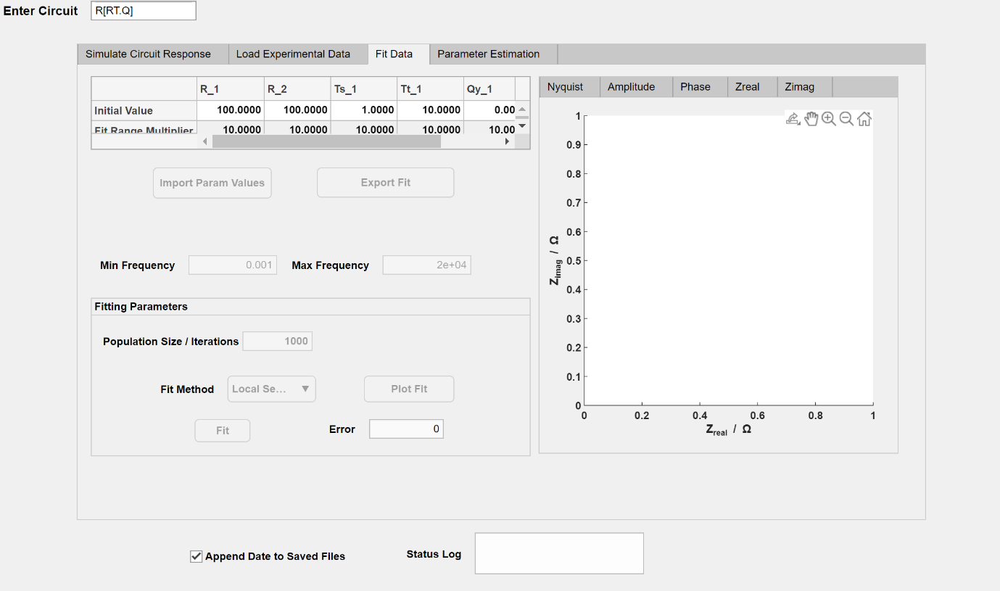 Enter Circuit R[RT.Q]
Simulate Circuit Response Load Experimental Data Fit Data Parameter Estimation
R_1 R_2 Ts_1 Tt_1 Qy_1
Initial Value 100.0000 100.0000 1.0000 10.0000 0.00
Fit Range Multiplier 10.0000 10.0000 10.0000 10.0000 10.00
Import Param Values Export Fit
Min Frequency 0.001 Max Frequency 2e+04
Fitting Parameters
Population Size / Iterations 1000
Fit Method Local Se... Plot Fit
Fit Error 0
Nyquist Amplitude Phase Zreal Zimag
1
0.9
0.8
0.7
0.6
0.5
0.4
0.3
0.2
0.1
0
Zimag / Ω
0 0.2 0.4 0.6 0.8 1
Zreal / Ω
Append Date to Saved Files Status Log